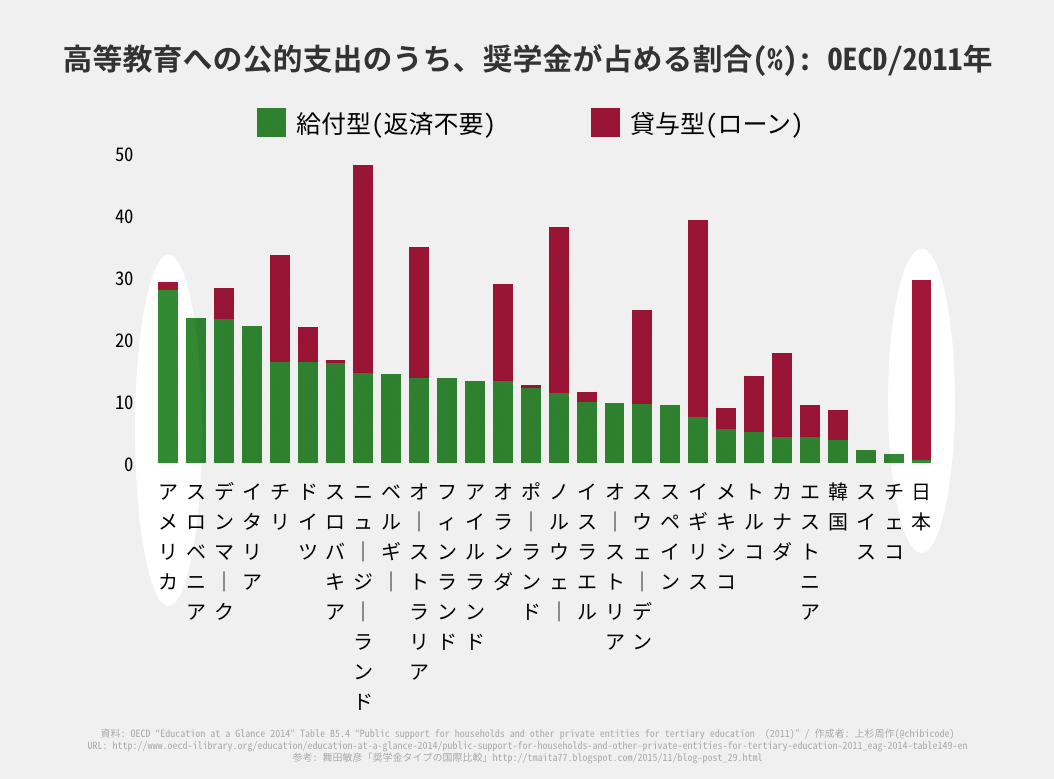 高等教育への公的支出のうち、奨学金が占める割合(%): OECD/2011年
給付型(返済不要)
貸与型(ローン)
50
40
30
20
10
0
アメリカ
スロベニア
デンマーク
イタリア
チリ
ドイツ
スロバキア
ニュージーランド
ベルギー
オーストラリア
フィンランド
アイルランド
オランダ
ポーランド
ノルウェー
イスラエル
オーストリア
スウェーデン
スペイン
イギリス
メキシコ
トルコ
カナダ
エストニア
韓国
スイス
チェコ
日本
資料: OECD “Education at a Glance 2014” Table B5.4 “Public support for households and other private entities for tertiary education (2011)” / 作成者: 上杉周作(@chibicode)
URL: http://www.oecd-ilibrary.org/education/education-at-a-glance-2014/public-support-for-households-and-other-private-entities-for-tertiary-education-2011_eag-2014-table149-en
参考: 舞田敏彦「奨学金タイプの国際比較」http://tmaita77.blogspot.com/2015/11/blog-post_29.html